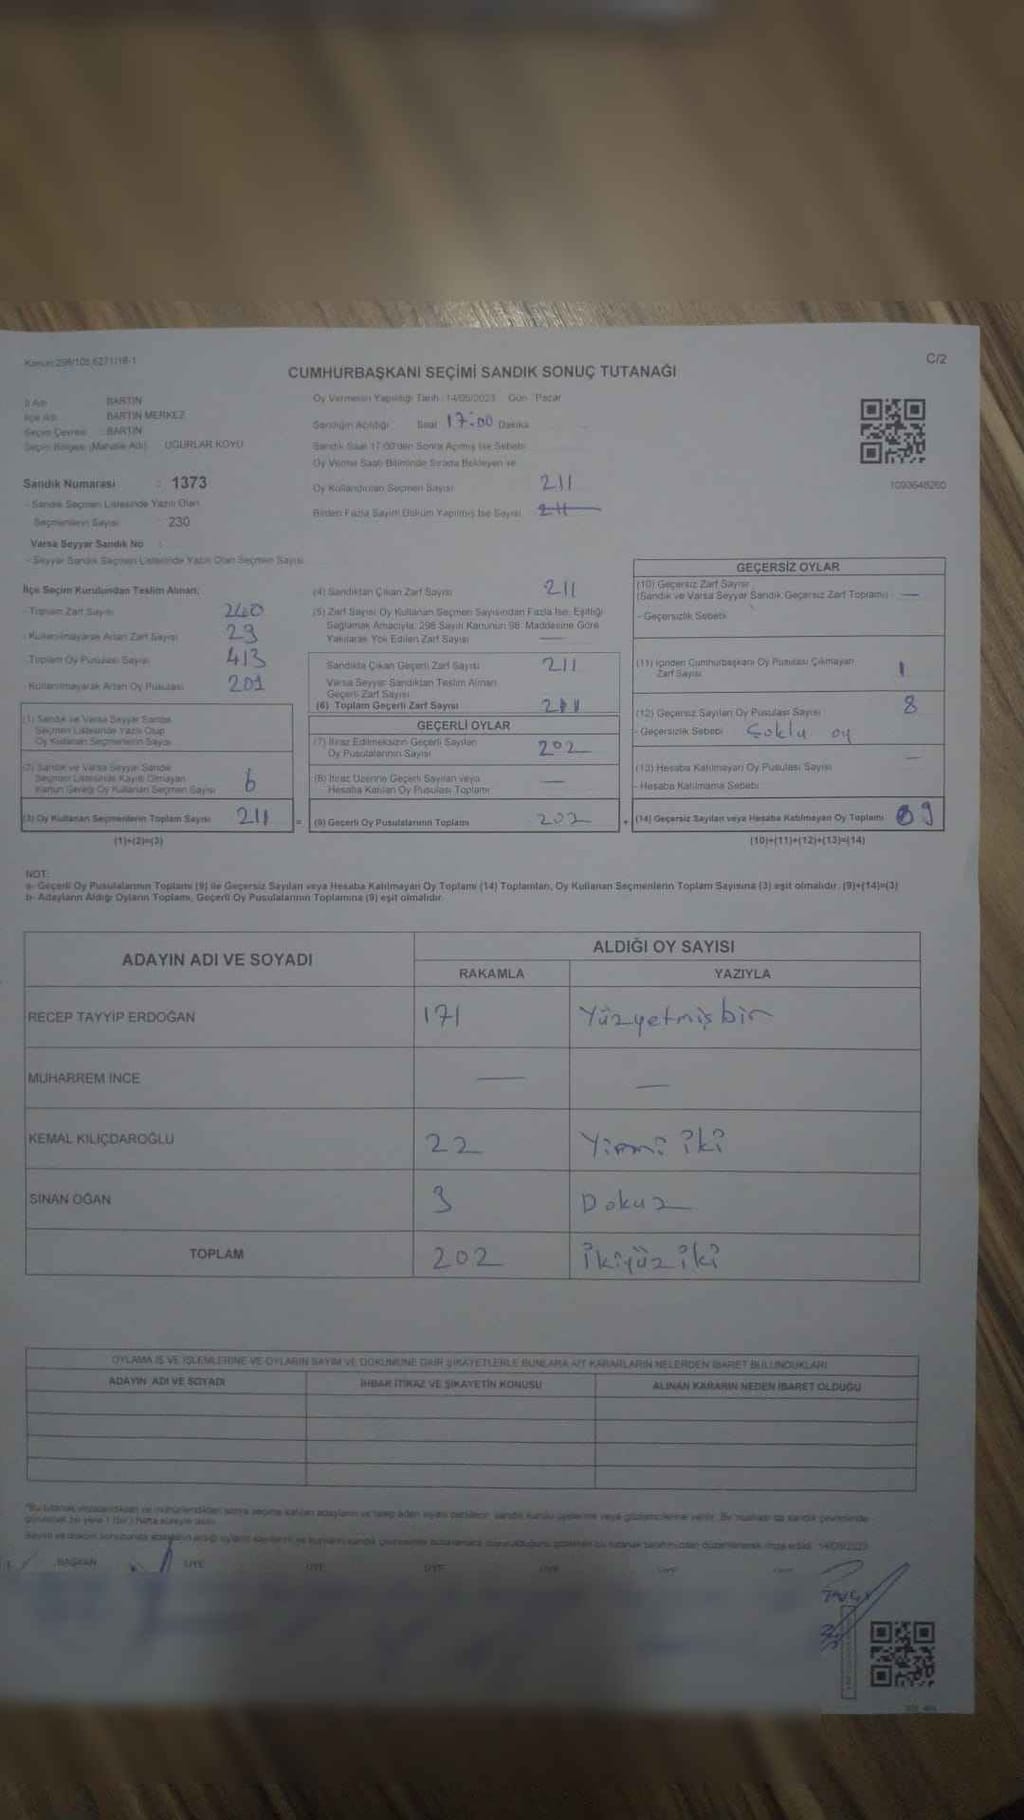 Kanun:298/105,6271/18-1
C/2
CUMHURBAŞKANI SEÇİMİ SANDIK SONUÇ TUTANAĞI
İl Adı BARTIN
İlçe Adı BARTIN MERKEZ
Seçim Çevresi BARTIN
Seçim Bölgesi (Mahalle Adı) UĞURLAR KÖYÜ
Oy Vermenin Yapıldığı Tarih : 14/05/2023 Gün : Pazar
Sandığın Açıldığı Saat 17:00 Dakika
Sandık Saat 17.00'den Sonra Açılmış İse Sebebi
Oy Verme Saati Bitiminde Sırada Bekleyen ve
Oy Kullandırılan Seçmen Sayısı 211
Birden Fazla Sayım Döküm Yapılmış İse Sayısı
1093648260
Sandık Numarası : 1373
- Sandık Seçmen Listesinde Yazılı Olan
Seçmenlerin Sayısı 230
Varsa Seyyar Sandık No :
- Seyyar Sandık Seçmen Listesinde Yazılı Olan Seçmen Sayısı
İlçe Seçim Kurulundan Teslim Alınan;
- Toplam Zarf Sayısı 240
- Kullanılmayarak Artan Zarf Sayısı 29
- Toplam Oy Pusulası Sayısı 413
- Kullanılmayarak Artan Oy Pusulası 201
(1) Sandık ve Varsa Seyyar Sandık
Seçmen Listesinde Yazılı Olup
Oy Kullanan Seçmenlerin Sayısı
(2) Sandık ve Varsa Seyyar Sandık
Seçmen Listesinde Kayıtlı Olmayan
Kanun Gereği Oy Kullanan Seçmen Sayısı 6
(3) Oy Kullanan Seçmenlerin Toplam Sayısı 211
(1)+(2)=(3)
(4) Sandıktan Çıkan Zarf Sayısı 211
(5) Zarf Sayısı Oy Kullanan Seçmen Sayısından Fazla İse, Eşitliği
Sağlamak Amacıyla, 298 Sayılı Kanunun 98. Maddesine Göre
Yakılarak Yok Edilen Zarf Sayısı —
Sandıkta Çıkan Geçerli Zarf Sayısı 211
Varsa Seyyar Sandıktan Teslim Alınan
Geçerli Zarf Sayısı
(6) Toplam Geçerli Zarf Sayısı 211
GEÇERLİ OYLAR
(7) İtiraz Edilmeksizin Geçerli Sayılan
Oy Pusulalarının Sayısı 202
(8) İtiraz Üzerine Geçerli Sayılan veya
Hesaba Katılan Oy Pusulası Toplamı —
= (9) Geçerli Oy Pusulalarının Toplamı 202
GEÇERSİZ OYLAR
(10) Geçersiz Zarf Sayısı
(Sandık ve Varsa Seyyar Sandık Geçersiz Zarf Toplamı) —
- Geçersizlik Sebebi
(11) İçinden Cumhurbaşkanı Oy Pusulası Çıkmayan
Zarf Sayısı 1
(12) Geçersiz Sayılan Oy Pusulası Sayısı 8
- Geçersizlik Sebebi Çoklu oy
(13) Hesaba Katılmayan Oy Pusulası Sayısı —
- Hesaba Katılmama Sebebi
+ (14) Geçersiz Sayılan veya Hesaba Katılmayan Oy Toplamı 09
(10)+(11)+(12)+(13)=(14)
NOT:
a- Geçerli Oy Pusulalarının Toplamı (9) ile Geçersiz Sayılan veya Hesaba Katılmayan Oy Toplamı (14) Toplamları, Oy Kullanan Seçmenlerin Toplam Sayısına (3) eşit olmalıdır. (9)+(14)=(3)
b- Adayların Aldığı Oyların Toplamı, Geçerli Oy Pusulalarının Toplamına (9) eşit olmalıdır.
ADAYIN ADI VE SOYADI
ALDIĞI OY SAYISI
RAKAMLA YAZIYLA
RECEP TAYYİP ERDOĞAN 171 Yüzyetmişbir
MUHARREM İNCE — —
KEMAL KILIÇDAROĞLU 22 Yirmi iki
SİNAN OĞAN 9 Dokuz
TOPLAM 202 İkiyüz iki
OYLAMA İŞ VE İŞLEMLERİNE VE OYLARIN SAYIM VE DÖKÜMÜNE DAİR ŞİKAYETLERLE BUNLARA AİT KARARLARIN NELERDEN İBARET BULUNDUKLARI
ADAYIN ADI VE SOYADI
İHBAR İTİRAZ VE ŞİKAYETİN KONUSU
ALINAN KARARIN NEDEN İBARET OLDUĞU
BAŞKAN ÜYE ÜYE ÜYE ÜYE ÜYE